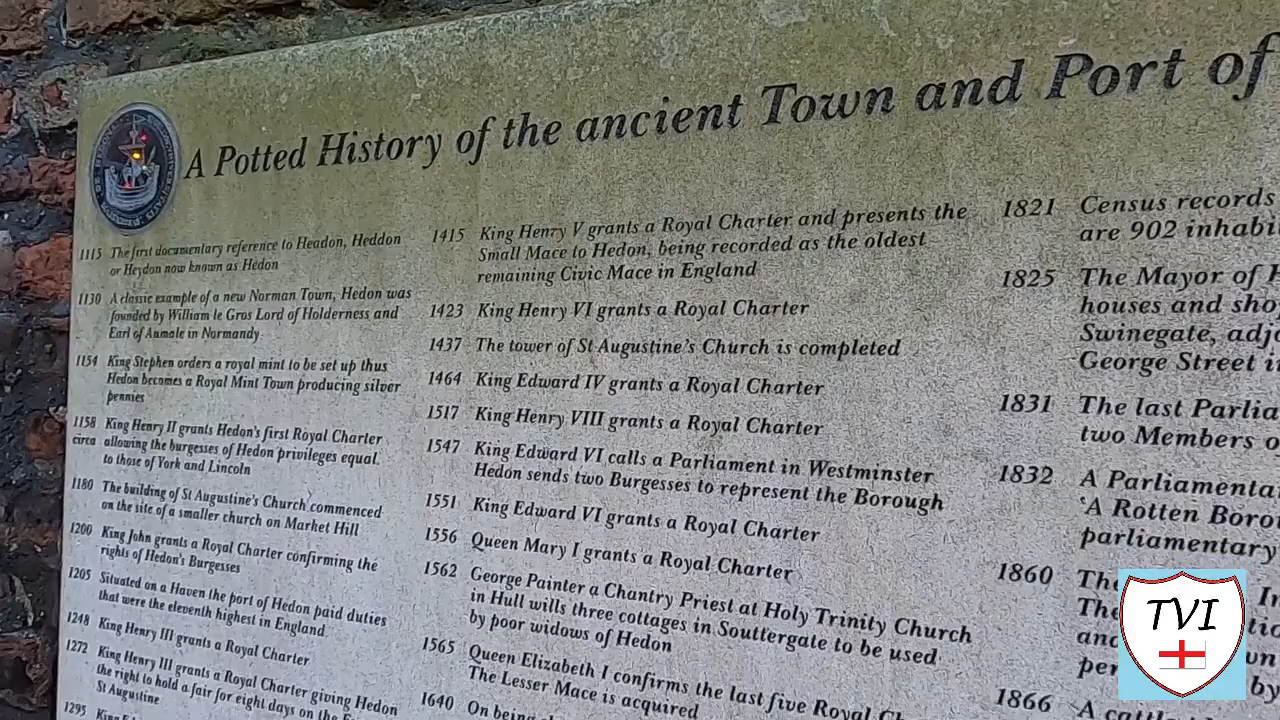 A Potted History of the ancient Town and Port of
1115 The first documentary reference to Headon, Heddon
or Heydon now known as Hedon
1130 A classic example of a new Norman Town, Hedon was
founded by William le Gros Lord of Holderness and
Earl of Aumale in Normandy
1154 King Stephen orders a royal mint to be set up thus
Hedon becomes a Royal Mint Town producing silver
pennies
1158 King Henry II grants Hedon's first Royal Charter
circa allowing the burgesses of Hedon privileges equal
to those of York and Lincoln
1180 The building of St Augustine's Church commenced
on the site of a smaller church on Market Hill
1200 King John grants a Royal Charter confirming the
rights of Hedon's Burgesses
1205 Situated on a Haven the port of Hedon paid duties
that were the eleventh highest in England
1248 King Henry III grants a Royal Charter
1272 King Henry III grants a Royal Charter giving Hedon
the right to hold a fair for eight days on the
St Augustine
1295 King
1415 King Henry V grants a Royal Charter and presents the
Small Mace to Hedon, being recorded as the oldest
remaining Civic Mace in England
1423 King Henry VI grants a Royal Charter
1437 The tower of St Augustine's Church is completed
1464 King Edward IV grants a Royal Charter
1517 King Henry VIII grants a Royal Charter
1547 King Edward VI calls a Parliament in Westminster
Hedon sends two Burgesses to represent the Borough
1551 King Edward VI grants a Royal Charter
1556 Queen Mary I grants a Royal Charter
1562 George Painter a Chantry Priest at Holy Trinity Church
in Hull wills three cottages in Souttergate to be used
by poor widows of Hedon
1565 Queen Elizabeth I confirms the last five Royal
The Lesser Mace is acquired
1640 On being
1821 Census records
are 902
1825 The Mayor of
houses and
Swinegate,
George Street
1831 The last
two Members
1832 A
'A Rotten
parliamentary
1860 The
The
and
by
1866 A
TVI